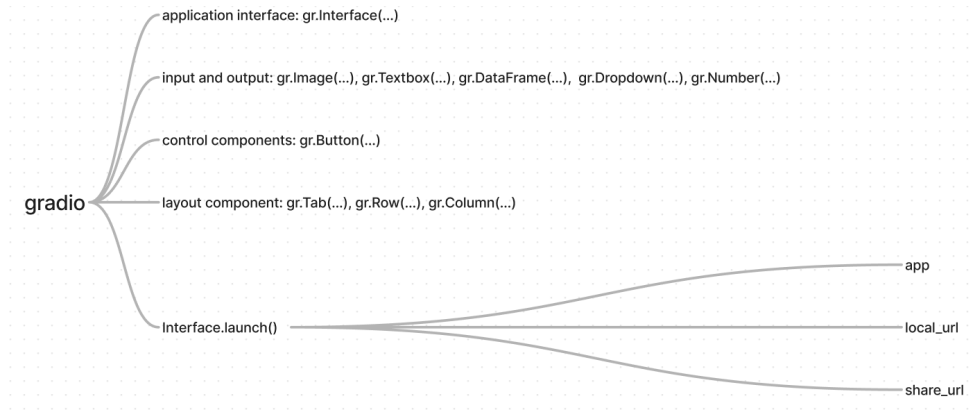 application interface: gr.Interface(...)
input and output: gr.Image(...), gr.Textbox(...), gr.DataFrame(...),  gr.Dropdown(...), gr.Number(...)
control components: gr.Button(...)
gradio
layout component: gr.Tab(...), gr.Row(...), gr.Column(...)
app
Interface.launch()
local_url
share_url